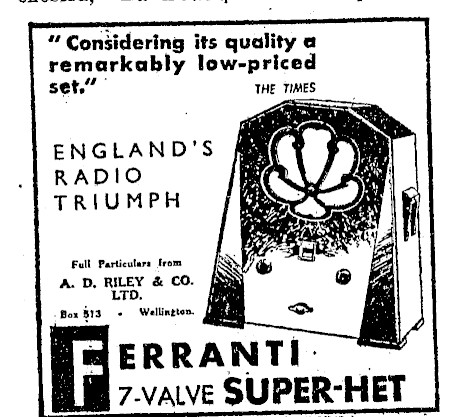 "Considering its quality a
remarkably low-priced
set."
THE TIMES
ENGLAND'S
RADIO
TRIUMPH
Full Particulars from
A. D. RILEY & CO.
LTD.
Box 513 - Wellington.
FERRANTI
7-VALVE SUPER-HET